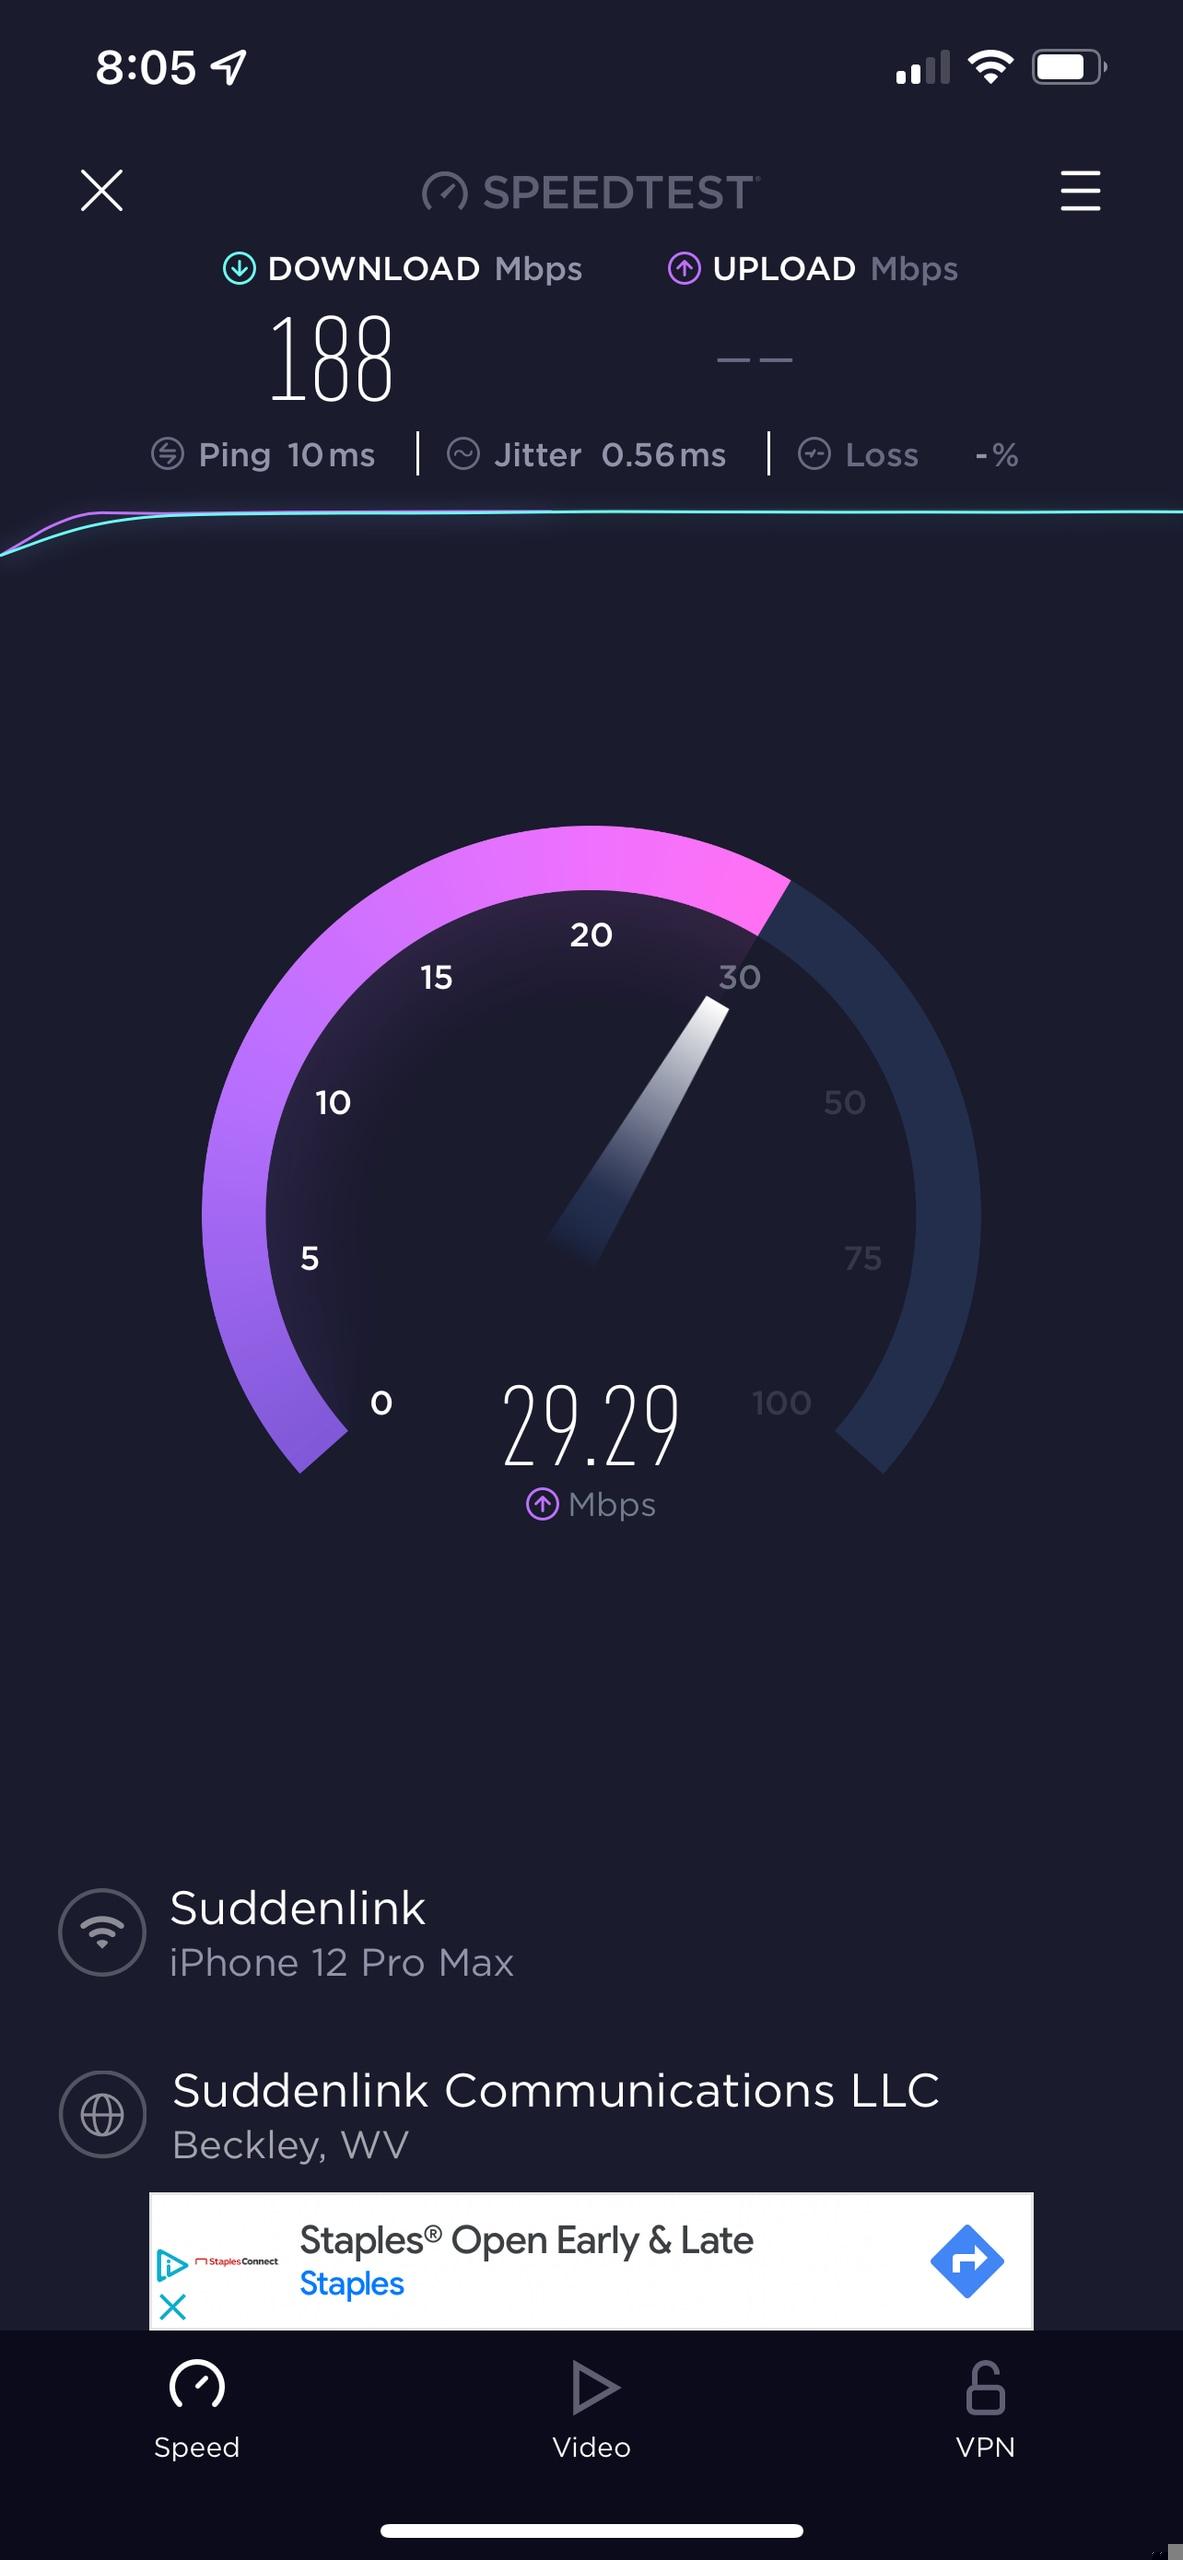 8:05
SPEEDTEST
DOWNLOAD Mbps UPLOAD Mbps
188 — —
Ping 10 ms Jitter 0.56 ms Loss - %
20
15 30
10 50
5 75
0 29.29 100
Mbps
Suddenlink
iPhone 12 Pro Max
Suddenlink Communications LLC
Beckley, WV
Staples® Open Early & Late
StaplesConnect
Staples
Speed Video VPN